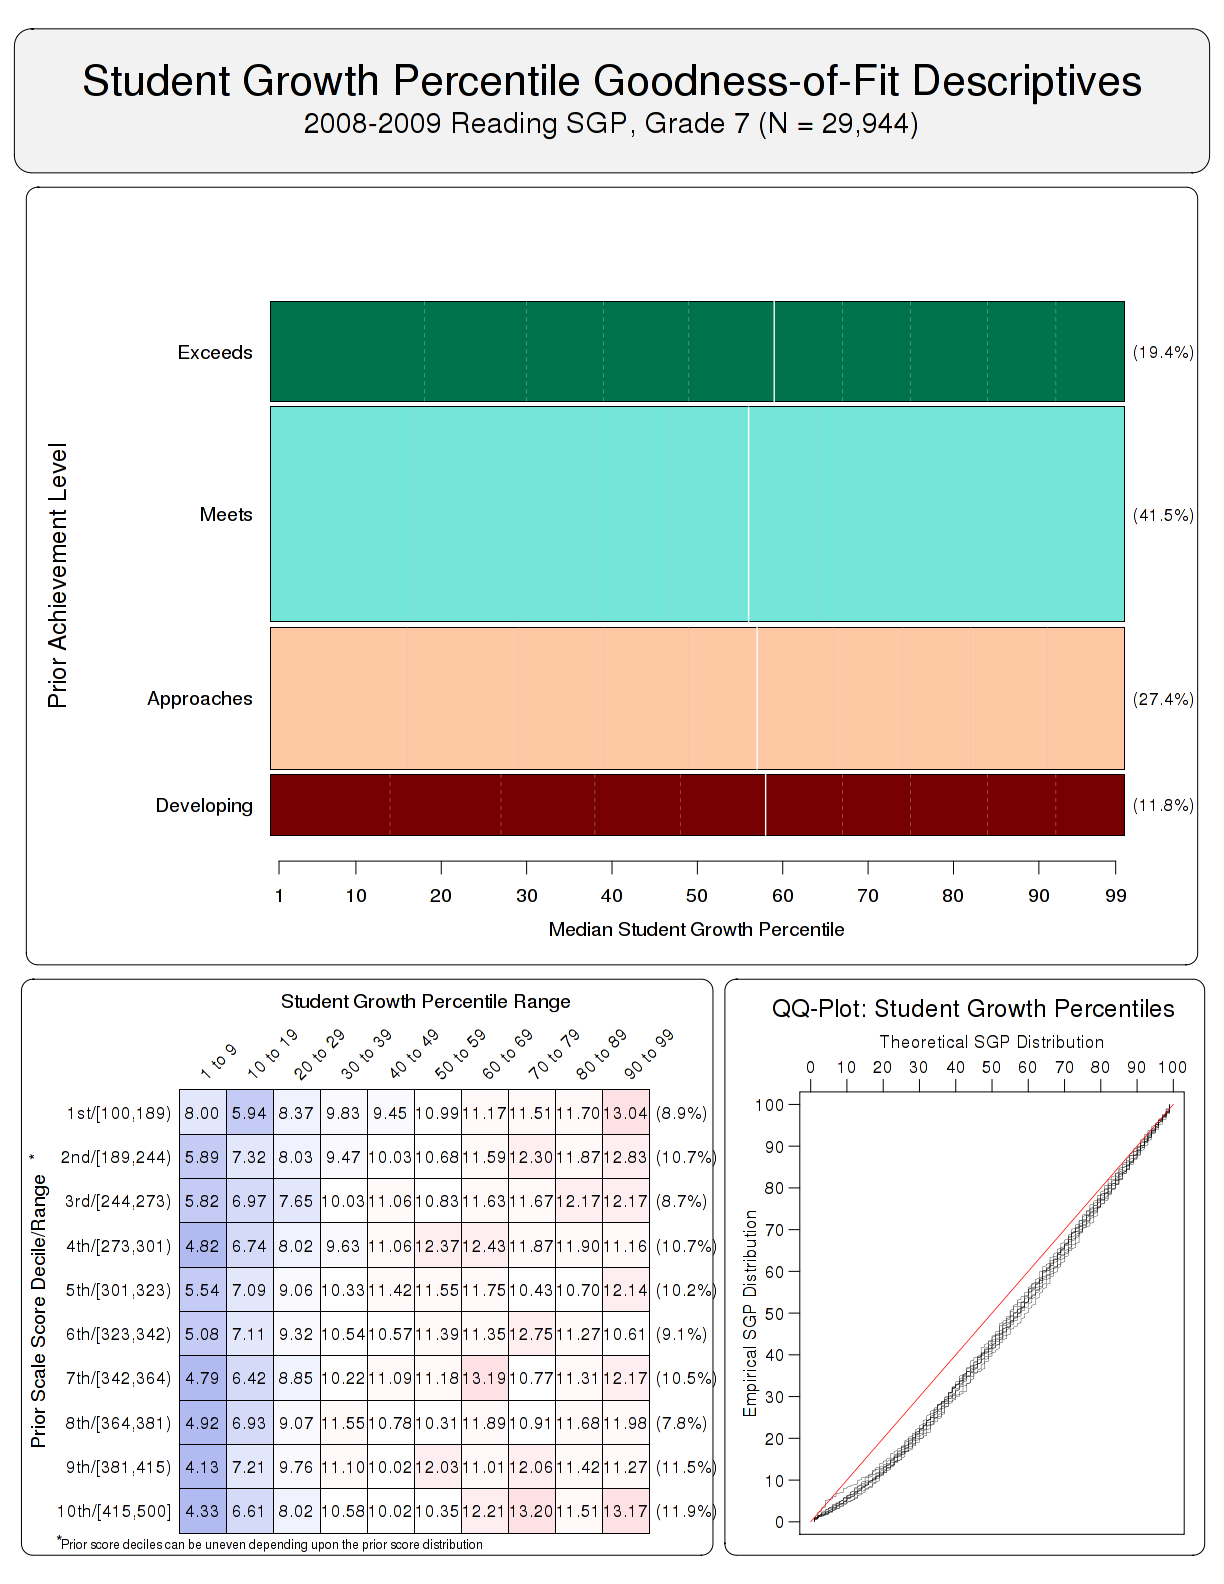 Student Growth Percentile Goodness-of-Fit Descriptives
2008-2009 Reading SGP, Grade 7 (N = 29,944)
Prior Achievement Level
Exceeds (19.4%)
Meets (41.5%)
Approaches (27.4%)
Developing (11.8%)
1 10 20 30 40 50 60 70 80 90 99
Median Student Growth Percentile
Student Growth Percentile Range
1 to 9 10 to 19 20 to 29 30 to 39 40 to 49 50 to 59 60 to 69 70 to 79 80 to 89 90 to 99
Prior Scale Score Decile/Range *
1st/[100,189) 8.00 5.94 8.37 9.83 9.45 10.99 11.17 11.51 11.70 13.04 (8.9%)
2nd/[189,244) 5.89 7.32 8.03 9.47 10.03 10.68 11.59 12.30 11.87 12.83 (10.7%)
3rd/[244,273) 5.82 6.97 7.65 10.03 11.06 10.83 11.63 11.67 12.17 12.17 (8.7%)
4th/[273,301) 4.82 6.74 8.02 9.63 11.06 12.37 12.43 11.87 11.90 11.16 (10.7%)
5th/[301,323) 5.54 7.09 9.06 10.33 11.42 11.55 11.75 10.43 10.70 12.14 (10.2%)
6th/[323,342) 5.08 7.11 9.32 10.54 10.57 11.39 11.35 12.75 11.27 10.61 (9.1%)
7th/[342,364) 4.79 6.42 8.85 10.22 11.09 11.18 13.19 10.77 11.31 12.17 (10.5%)
8th/[364,381) 4.92 6.93 9.07 11.55 10.78 10.31 11.89 10.91 11.68 11.98 (7.8%)
9th/[381,415) 4.13 7.21 9.76 11.10 10.02 12.03 11.01 12.06 11.42 11.27 (11.5%)
10th/[415,500] 4.33 6.61 8.02 10.58 10.02 10.35 12.21 13.20 11.51 13.17 (11.9%)
*Prior score deciles can be uneven depending upon the prior score distribution
QQ-Plot: Student Growth Percentiles
Theoretical SGP Distribution
0 10 20 30 40 50 60 70 80 90 100
Empirical SGP Distribution
100
90
80
70
60
50
40
30
20
10
0